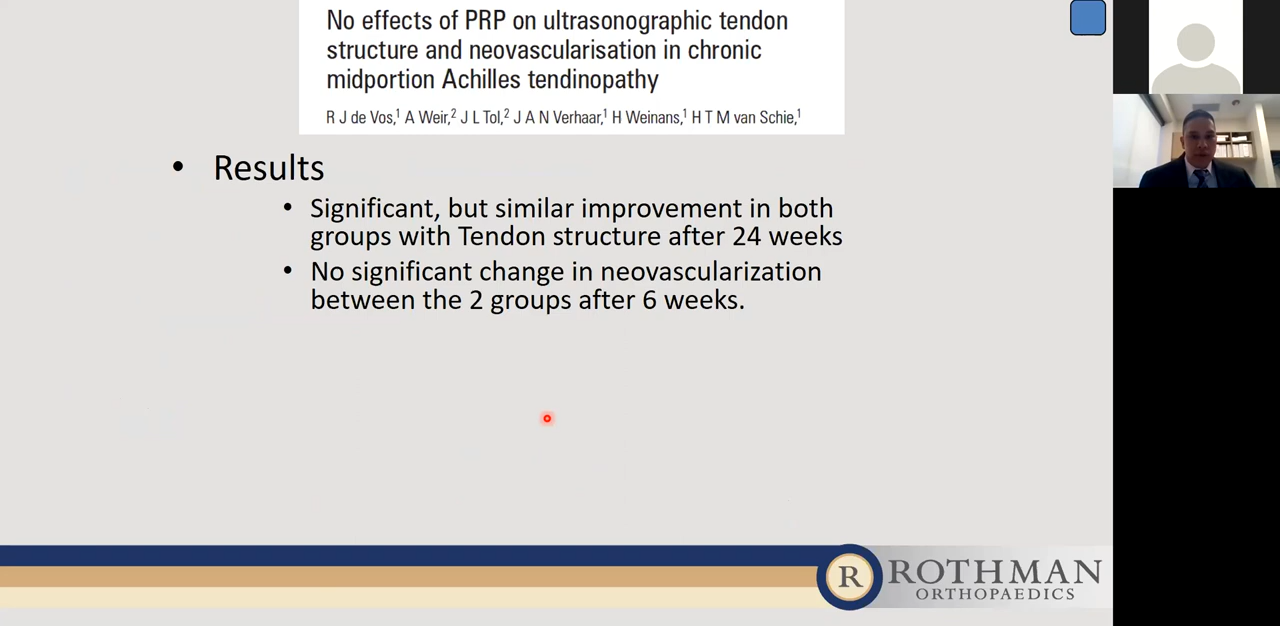 No effects of PRP on ultrasonographic tendon
structure and neovascularisation in chronic
midportion Achilles tendinopathy
R J de Vos,¹ A Weir,² J L Tol,² J A N Verhaar,¹ H Weinans,¹ H T M van Schie,¹
• Results
• Significant, but similar improvement in both
groups with Tendon structure after 24 weeks
• No significant change in neovascularization
between the 2 groups after 6 weeks.
R ROTHMAN
ORTHOPAEDICS